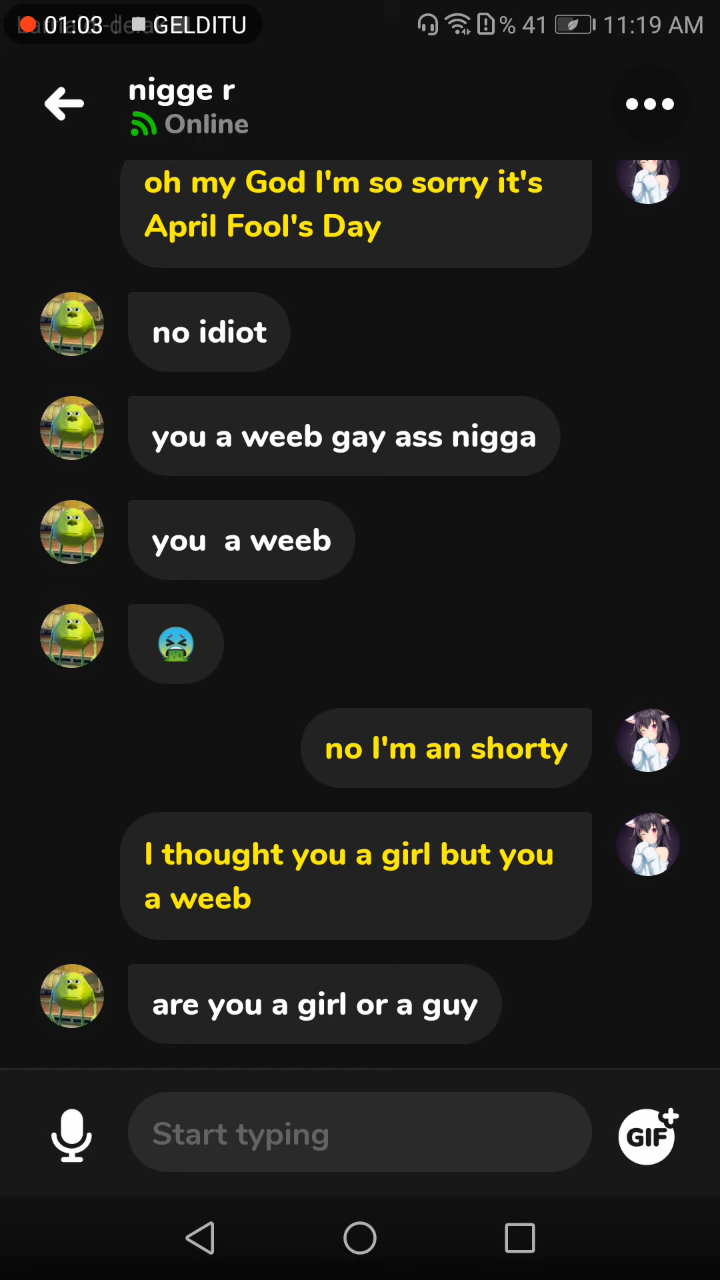 01:03 GELDITU % 41 11:19 AM
nigge r
Online
oh my God I'm so sorry it's
April Fool's Day
no idiot
you a weeb gay ass nigga
you a weeb
no I'm an shorty
I thought you a girl but you
a weeb
are you a girl or a guy
Start typing
GIF